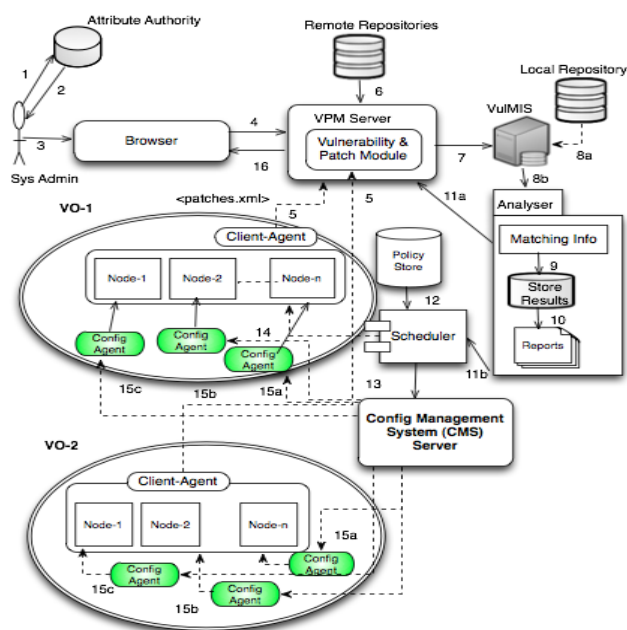 Attribute Authority
Remote Repositories
Local Repository
1
2
6
VulMIS
VPM Server
Vulnerability &
Patch Module
3
Browser
4
16
7
8a
Sys Admin
8b
<patches.xml>
5
5
11a
Analyser
VO-1
Client-Agent
Matching Info
Node-1
Node-2
Node-n
Policy
Store
9
Store
Results
12
10
Config
Agent
Config
Agent
14
Config
Agent
Scheduler
Reports
15c
15b
15a
13
11b
Config Management
System (CMS)
Server
VO-2
Client-Agent
Node-1
Node-2
Node-n
15a
Config
Agent
Config
Agent
15c
Config
Agent
15b